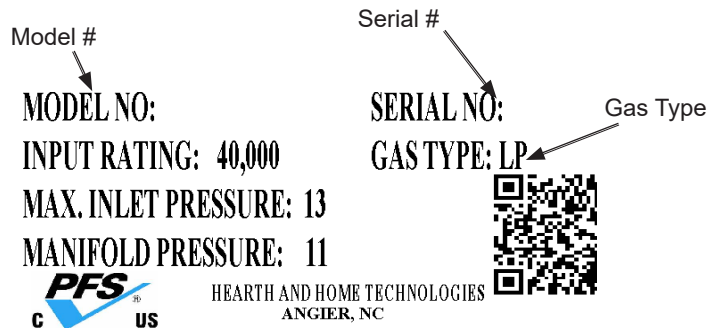 Model #
Serial #
MODEL NO:
SERIAL NO:
Gas Type
INPUT RATING: 40,000
GAS TYPE: LP
MAX. INLET PRESSURE: 13
MANIFOLD PRESSURE: 11
PFS ®
C US
HEARTH AND HOME TECHNOLOGIES
ANGIER, NC